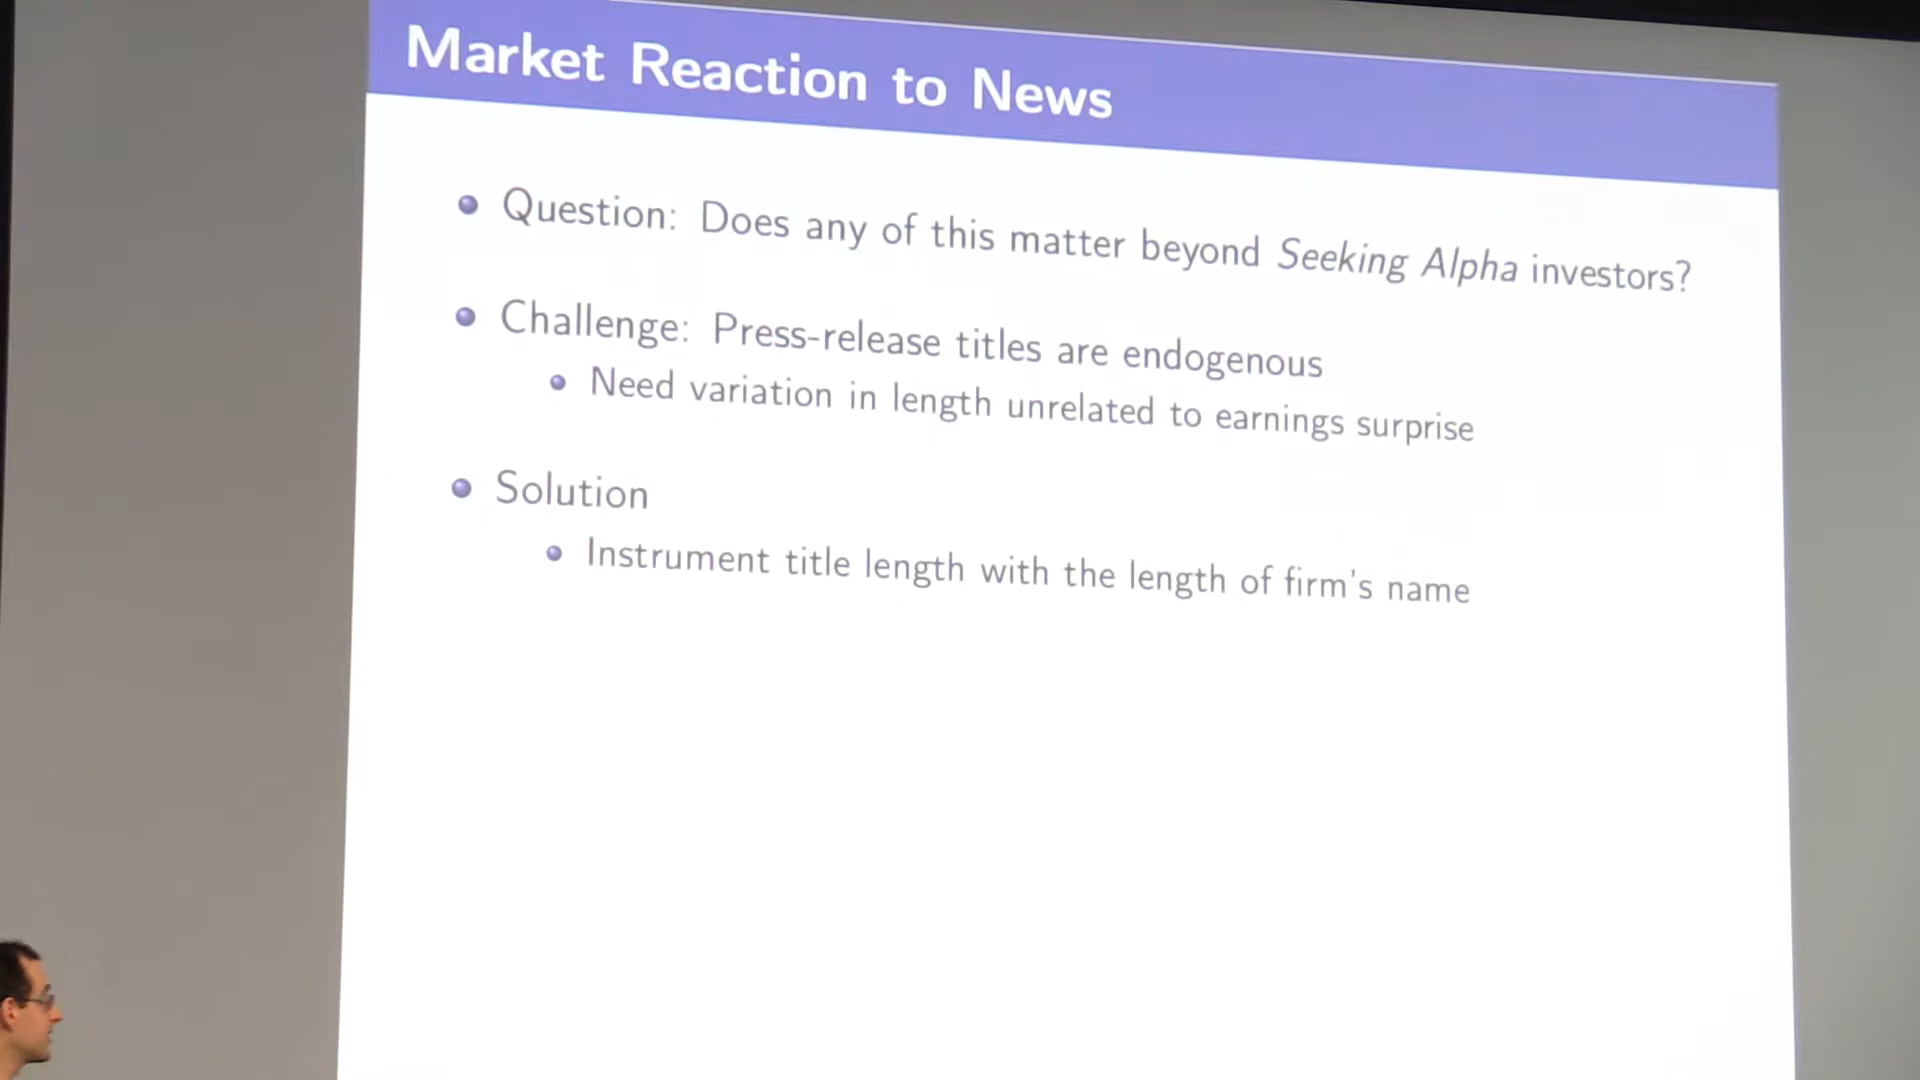 Market Reaction to News
Question: Does any of this matter beyond Seeking Alpha investors?
Challenge: Press-release titles are endogenous
Need variation in length unrelated to earnings surprise
Solution
Instrument title length with the length of firm's name